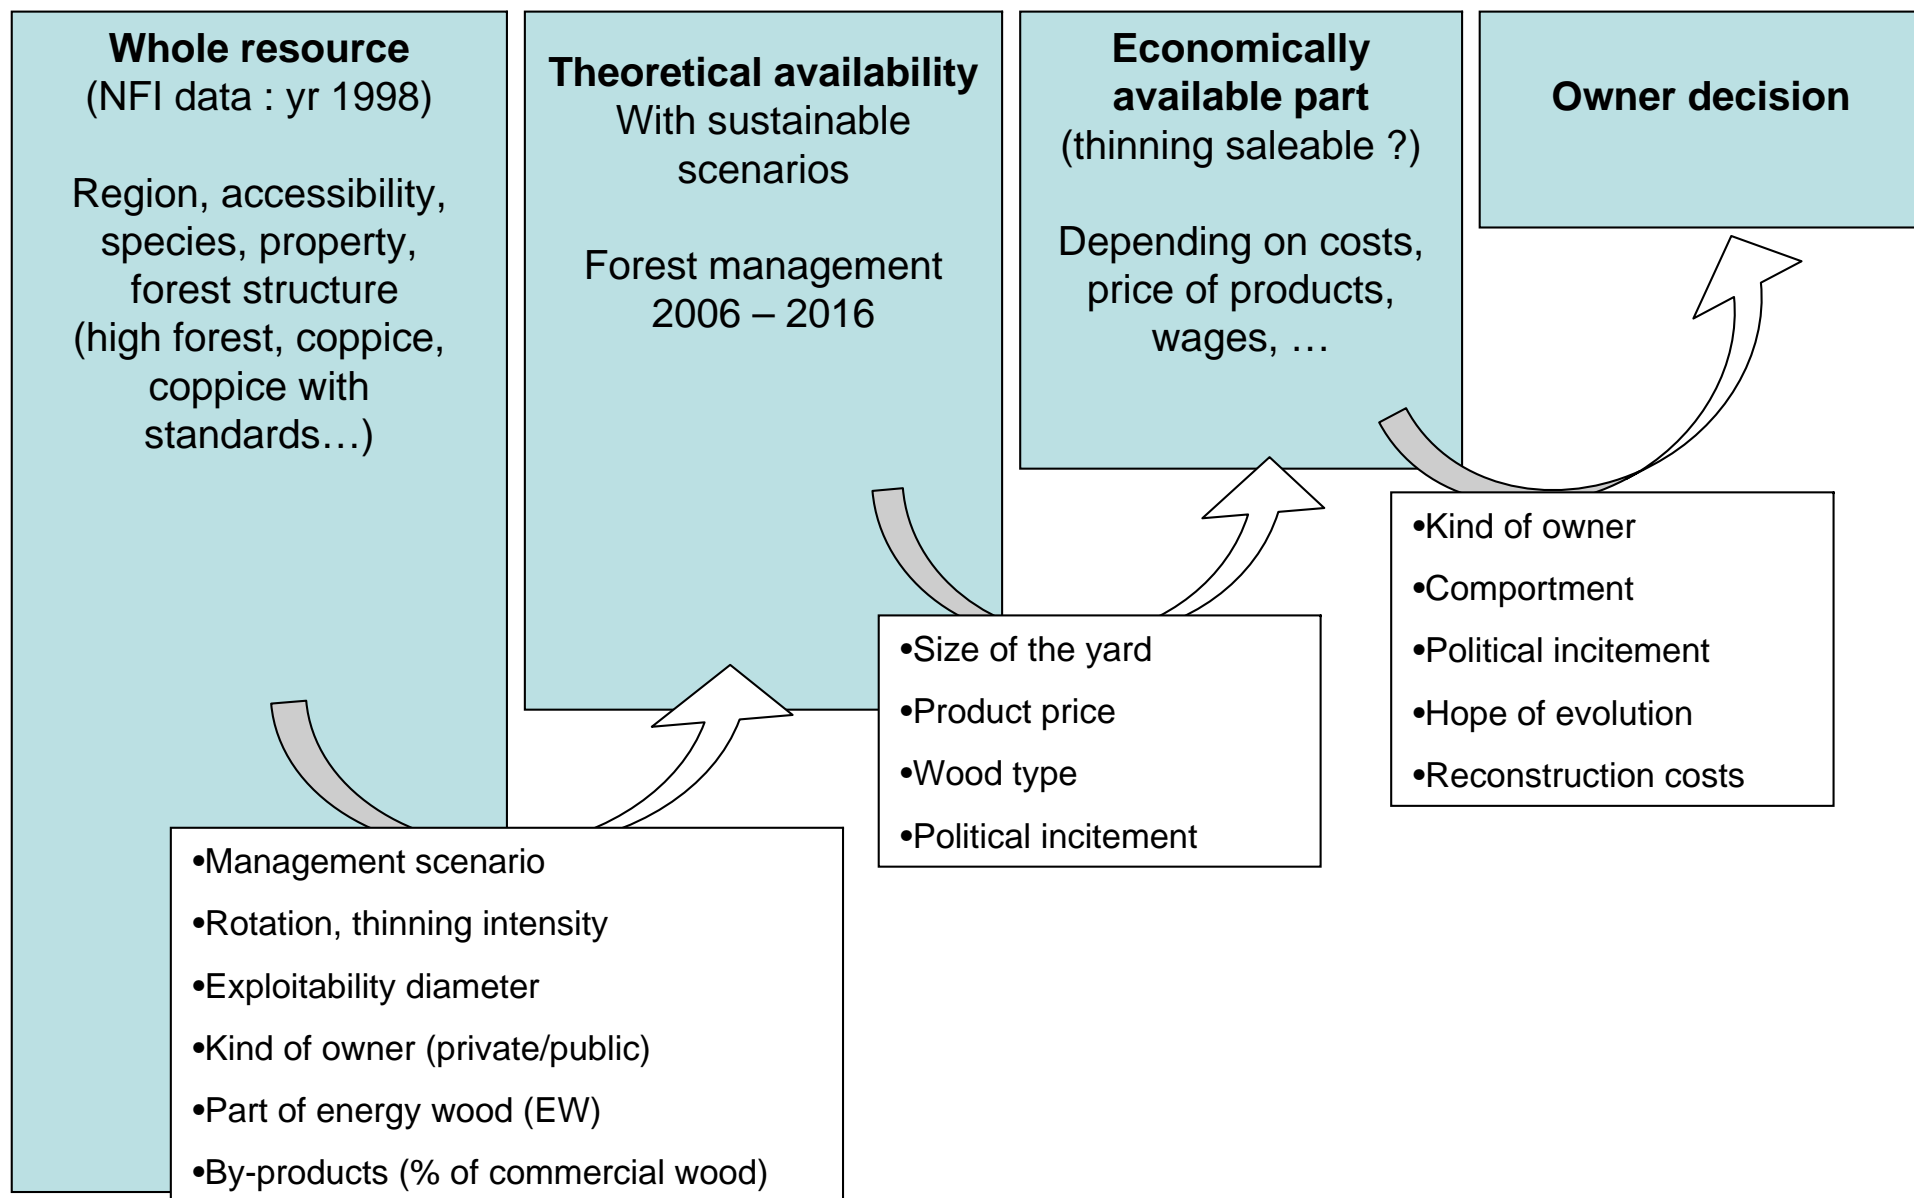 Whole resource
(NFI data : yr 1998)
Region, accessibility,
species, property,
forest structure
(high forest, coppice,
coppice with
standards…)
Theoretical availability
With sustainable
scenarios
Forest management
2006 – 2016
Economically
available part
(thinning saleable ?)
Depending on costs,
price of products,
wages, …
Owner decision
•Management scenario
•Rotation, thinning intensity
•Exploitability diameter
•Kind of owner (private/public)
•Part of energy wood (EW)
•By-products (% of commercial wood)
•Size of the yard
•Product price
•Wood type
•Political incitement
•Kind of owner
•Comportment
•Political incitement
•Hope of evolution
•Reconstruction costs